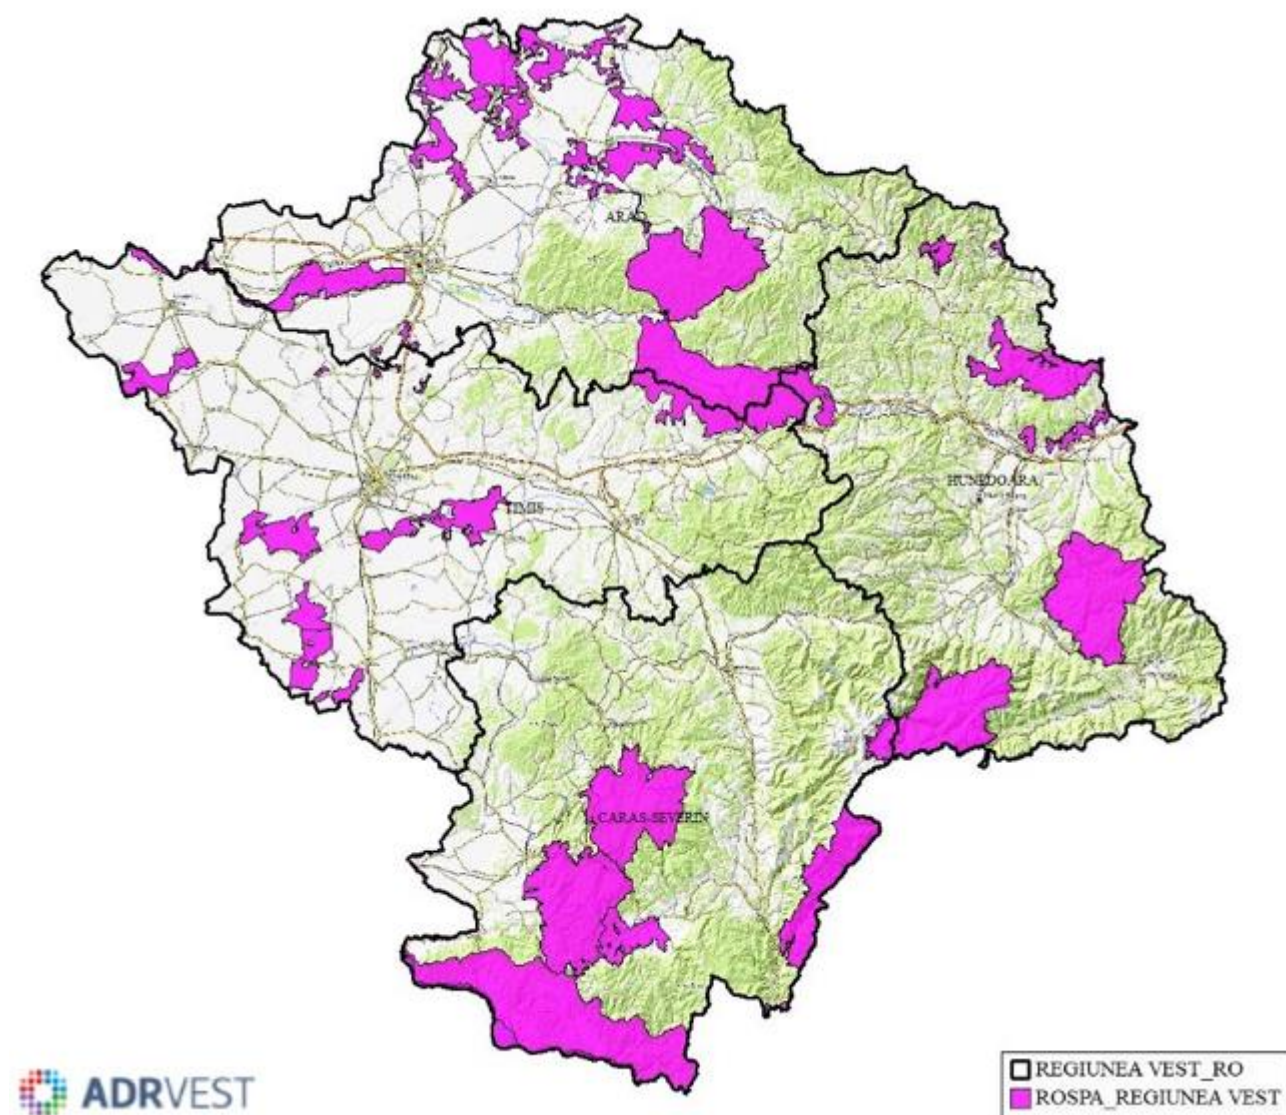 ARAD
HUNEDOARA
TIMIS
CARAS-SEVERIN
REGIUNEA VEST_RO
ROSPA_REGIUNEA VEST
ADRVEST